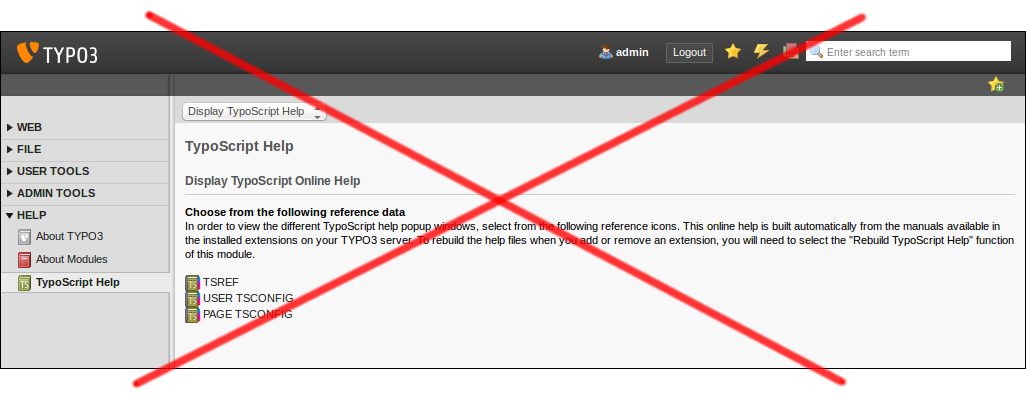 TYPO3
admin
Logout
Enter search term
Display TypoScript Help
WEB
FILE
USER TOOLS
ADMIN TOOLS
HELP
About TYPO3
About Modules
TypoScript Help
TypoScript Help
Display TypoScript Online Help
Choose from the following reference data
In order to view the different TypoScript help popup windows, select from the following reference icons. This online help is built automatically from the manuals available in
the installed extensions on your TYPO3 server. To rebuild the help files when you add or remove an extension, you will need to select the "Rebuild TypoScript Help" function
of this module.
TS TSREF
TS USER TSCONFIG
TS PAGE TSCONFIG